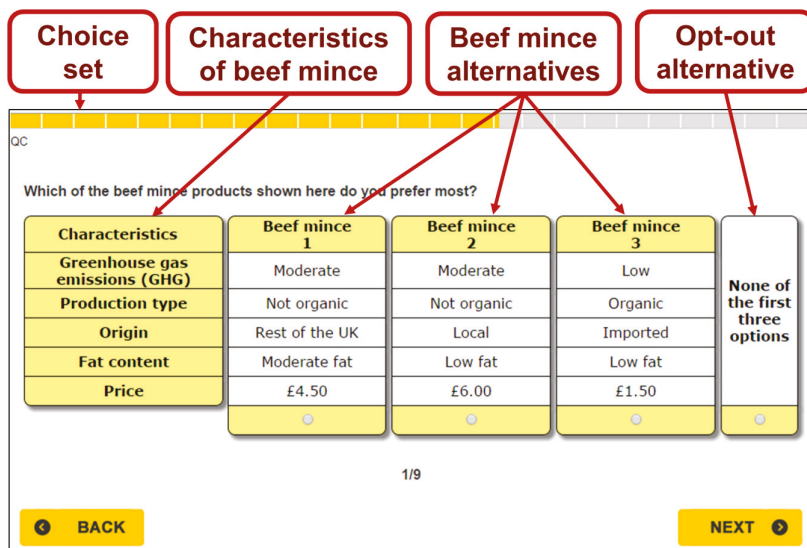 Choice
set
Characteristics
of beef mince
Beef mince
alternatives
Opt-out
alternative
QC
Which of the beef mince products shown here do you prefer most?
Characteristics
Beef mince
1
Beef mince
2
Beef mince
3
Greenhouse gas
emissions (GHG)
Moderate
Moderate
Low
Production type
Not organic
Not organic
Organic
Origin
Rest of the UK
Local
Imported
Fat content
Moderate fat
Low fat
Low fat
Price
£4.50
£6.00
£1.50
None of
the first
three
options
1/9
BACK
NEXT